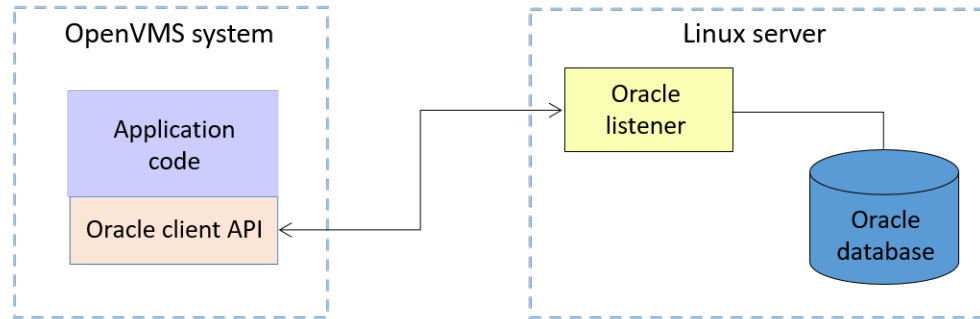 OpenVMS system
Application
code
Oracle client API
Linux server
Oracle
listener
Oracle
database